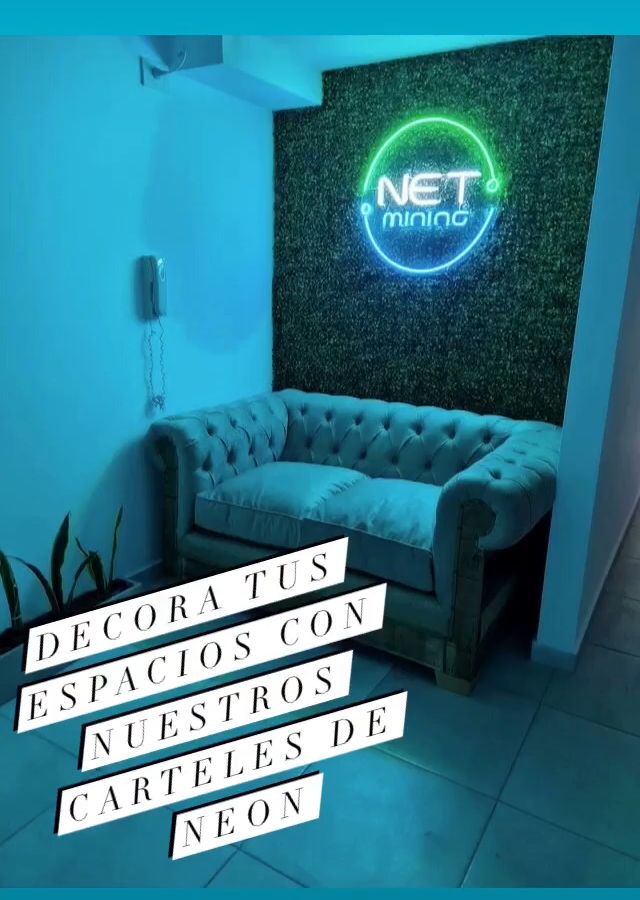 NET
MINING
DECORA TUS
ESPACIOS CON
NUESTROS
CARTELES DE
NEON